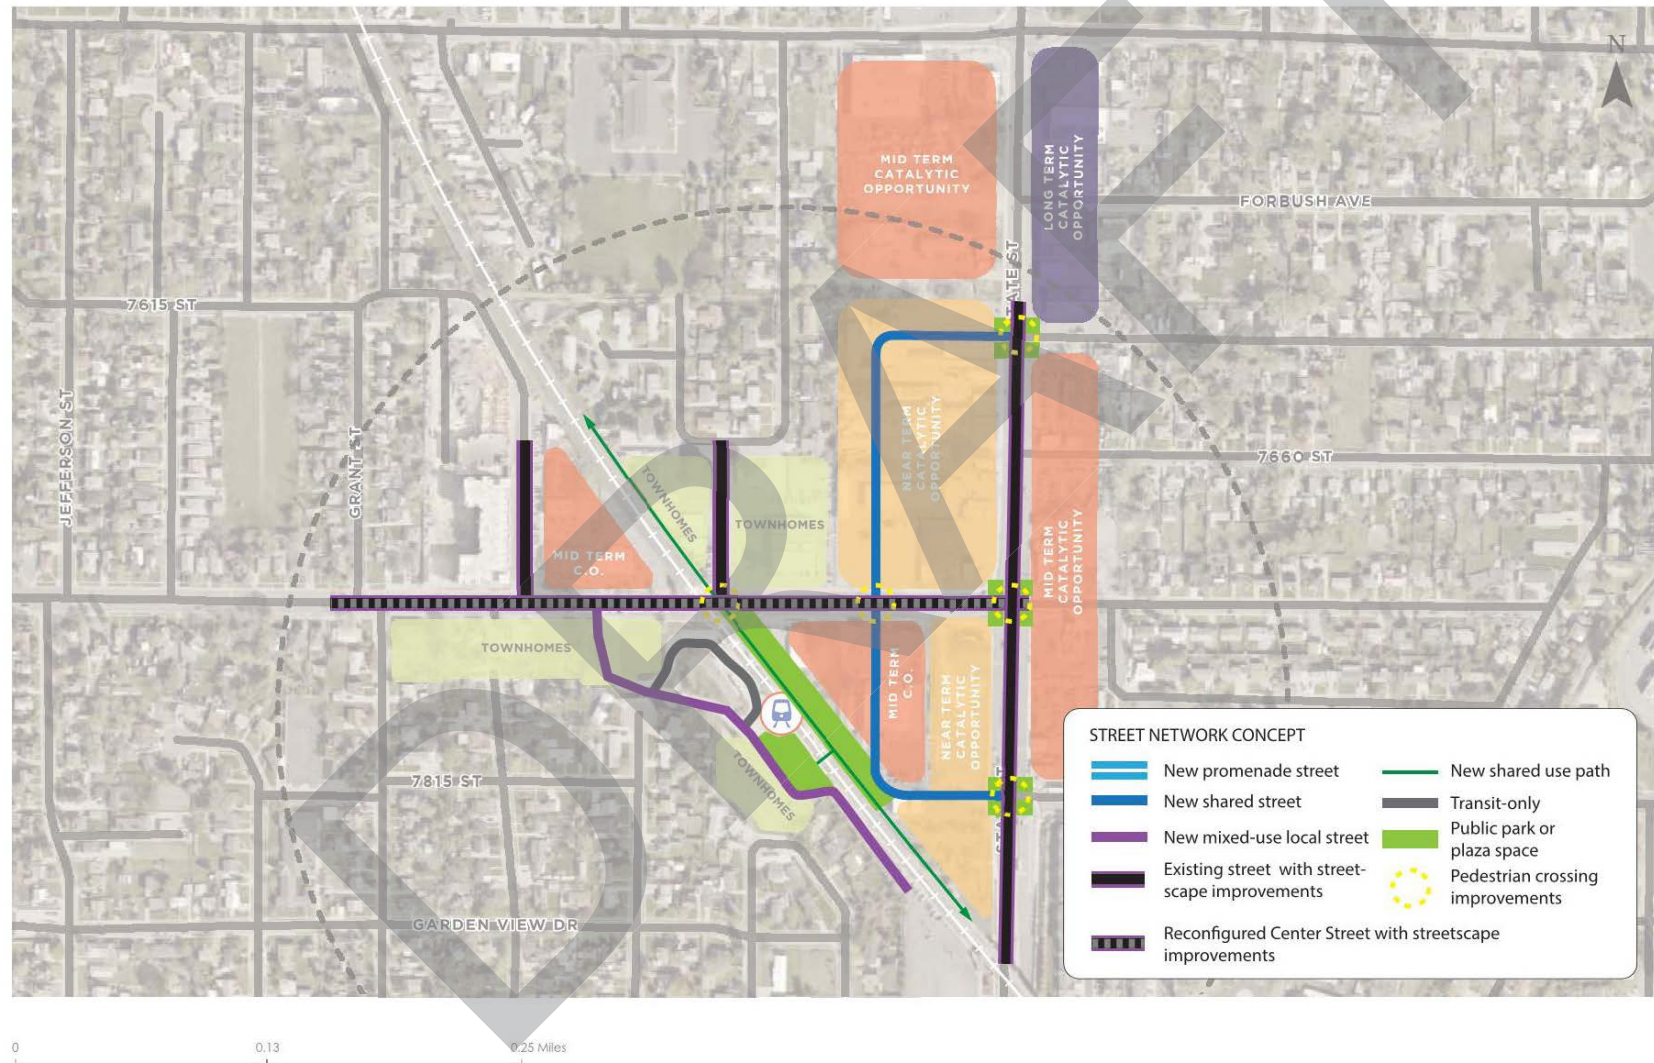 N
MID TERM
CATALYTIC
OPPORTUNITY
LONG TERM
CATALYTIC
OPPORTUNITY
FORBUSH AVE
TATE ST
7615 ST
JEFFERSON ST
GRANT ST
NEAR TERM
CATALYTIC
OPPORTUNITY
7660 ST
TOWNHOMES
TOWNHOMES
MID TERM
C.O.
MID TERM
CATALYTIC
OPPORTUNITY
TOWNHOMES
MID TERM
C.O.
NEAR TERM
CATALYTIC
OPPORTUNITY
TOWNHOMES
7815 ST
GARDEN VIEW DR
STREET NETWORK CONCEPT
New promenade street
New shared street
New mixed-use local street
Existing street with street-
scape improvements
Reconfigured Center Street with streetscape
improvements
New shared use path
Transit-only
Public park or
plaza space
Pedestrian crossing
improvements
DRAFT
0 0.13 0.25 Miles